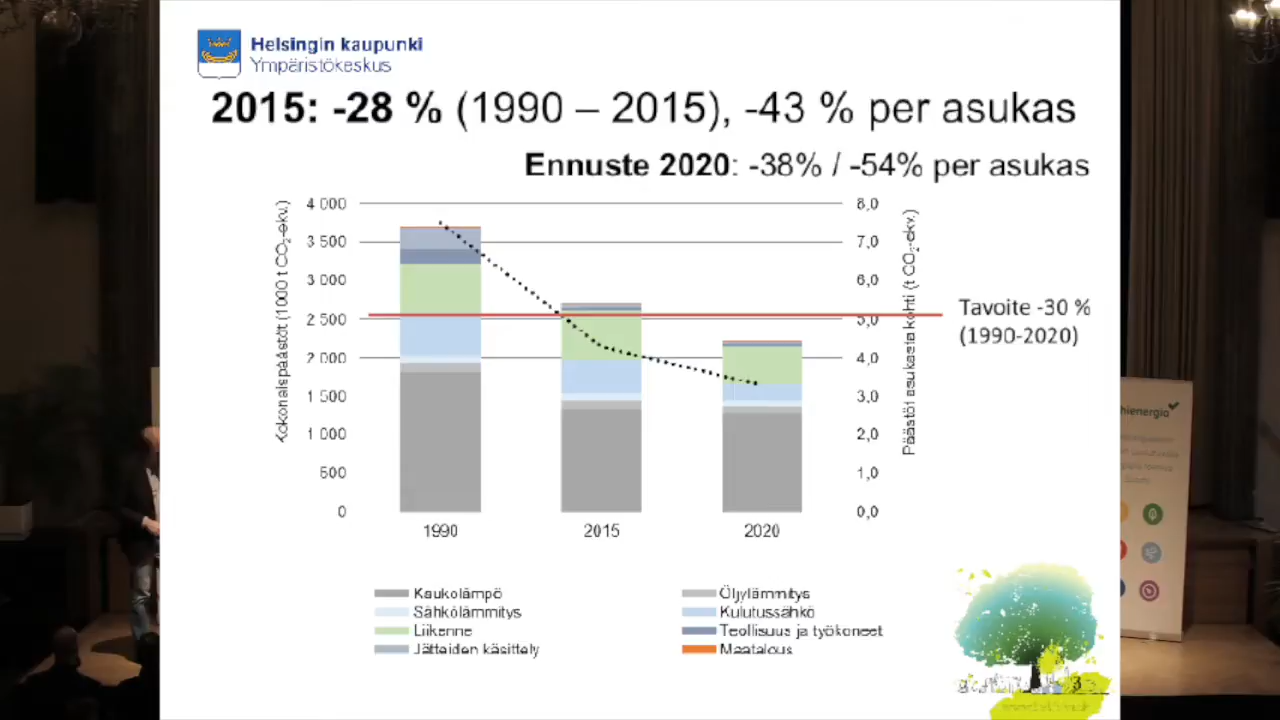 Helsingin kaupunki
Ympäristökeskus
2015: -28 % (1990 – 2015), -43 % per asukas
Ennuste 2020: -38% / -54% per asukas
Kokonaispäästöt (1000 t CO₂-ekv.)
4 000
3 500
3 000
2 500
2 000
1 500
1 000
500
0
8,0
7,0
6,0
5,0
4,0
3,0
2,0
1,0
0,0
Päästöt asukasta kohti (t CO₂-ekv.)
Tavoite -30 %
(1990-2020)
1990
2015
2020
Kaukolämpö
Öljylämmitys
Sähkölämmitys
Kulutussähkö
Liikenne
Teollisuus ja työkoneet
Jätteiden käsittely
Maatalous
3
hienergia